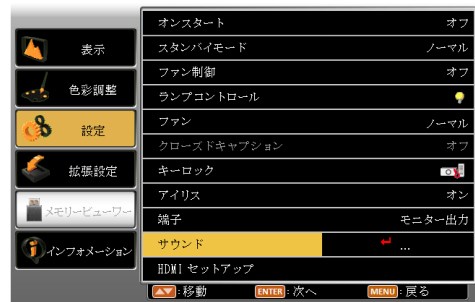 表示
色彩調整
設定
拡張設定
メモリービューワー
インフォメーション
オンスタート オフ
スタンバイモード ノーマル
ファン制御 オフ
ランプコントロール
ファン ノーマル
クローズドキャプション オフ
キーロック
アイリス オン
端子 モニター出力
サウンド ...
HDMI セットアップ
:移動 ENTER:次へ MENU:戻る